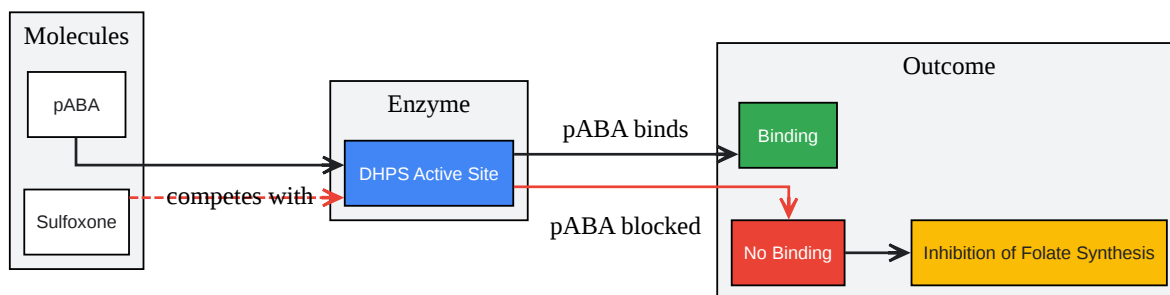 Molecules
pABA
Sulfoxone
competes with
Enzyme
DHPS Active Site
pABA binds
pABA blocked
Outcome
Binding
No Binding
Inhibition of Folate Synthesis